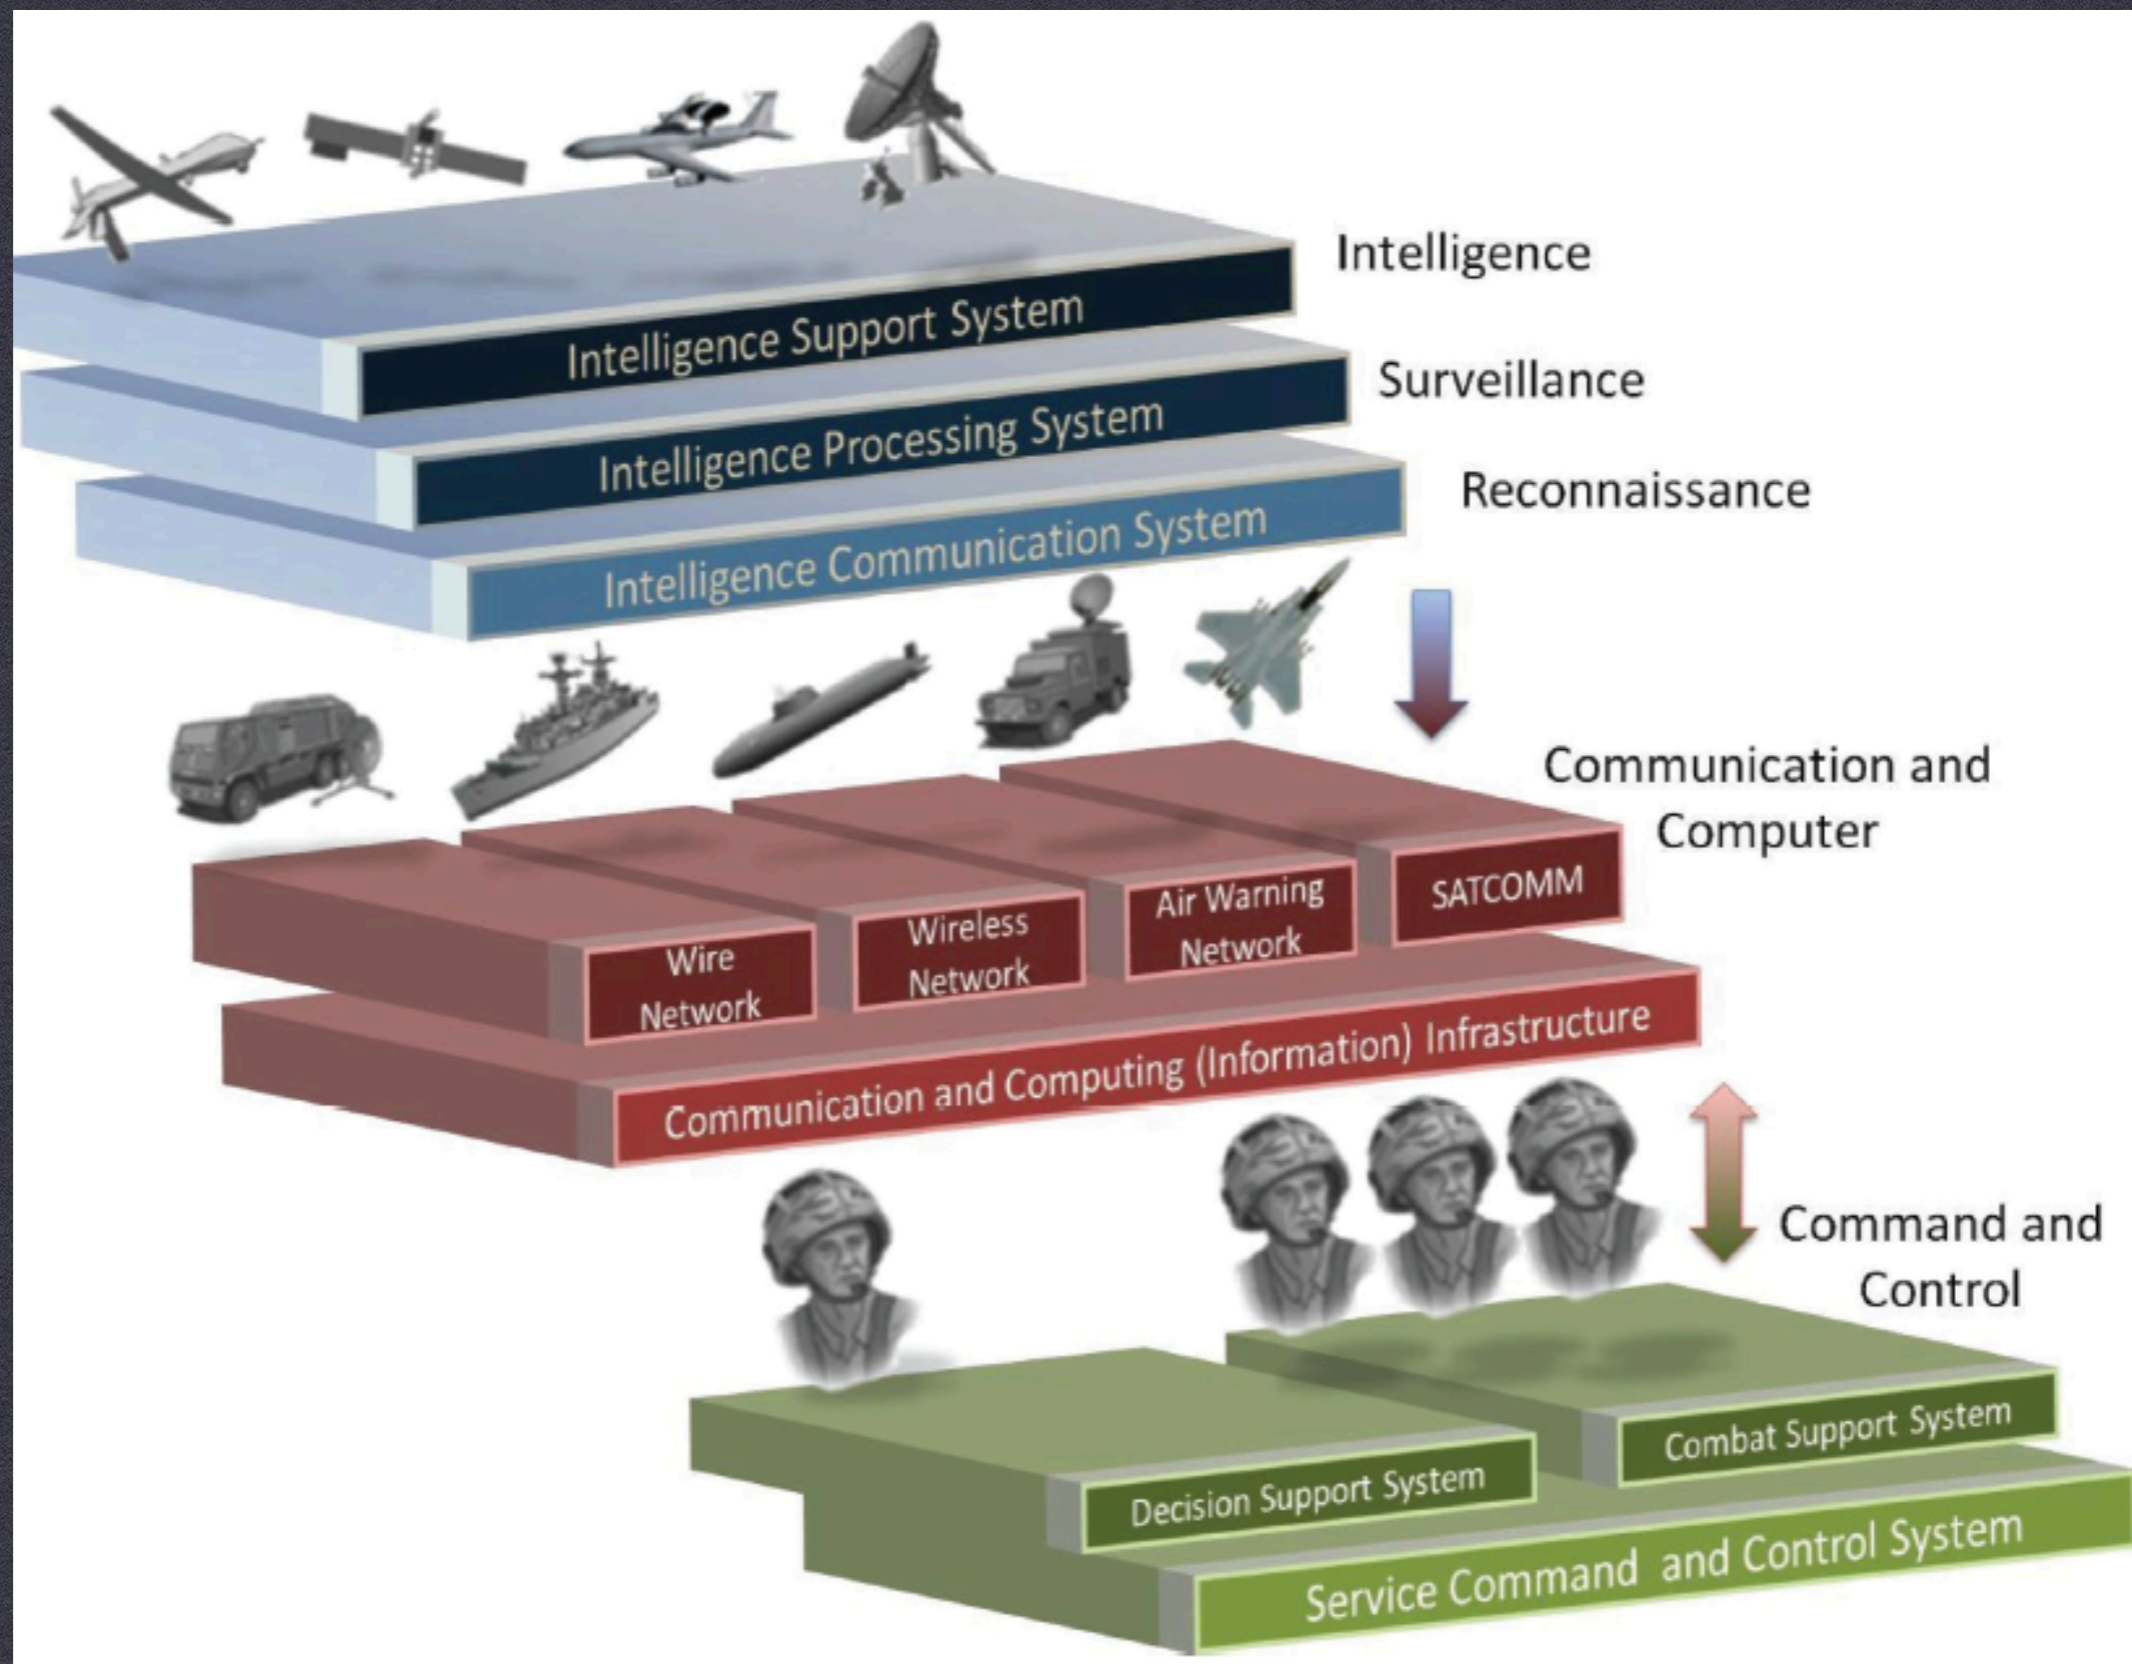 Intelligence
Intelligence Support System
Surveillance
Intelligence Processing System
Reconnaissance
Intelligence Communication System
Communication and
Computer
Wire
Network
Wireless
Network
Air Warning
Network
SATCOMM
Communication and Computing (Information) Infrastructure
Command and
Control
Decision Support System
Combat Support System
Service Command and Control System